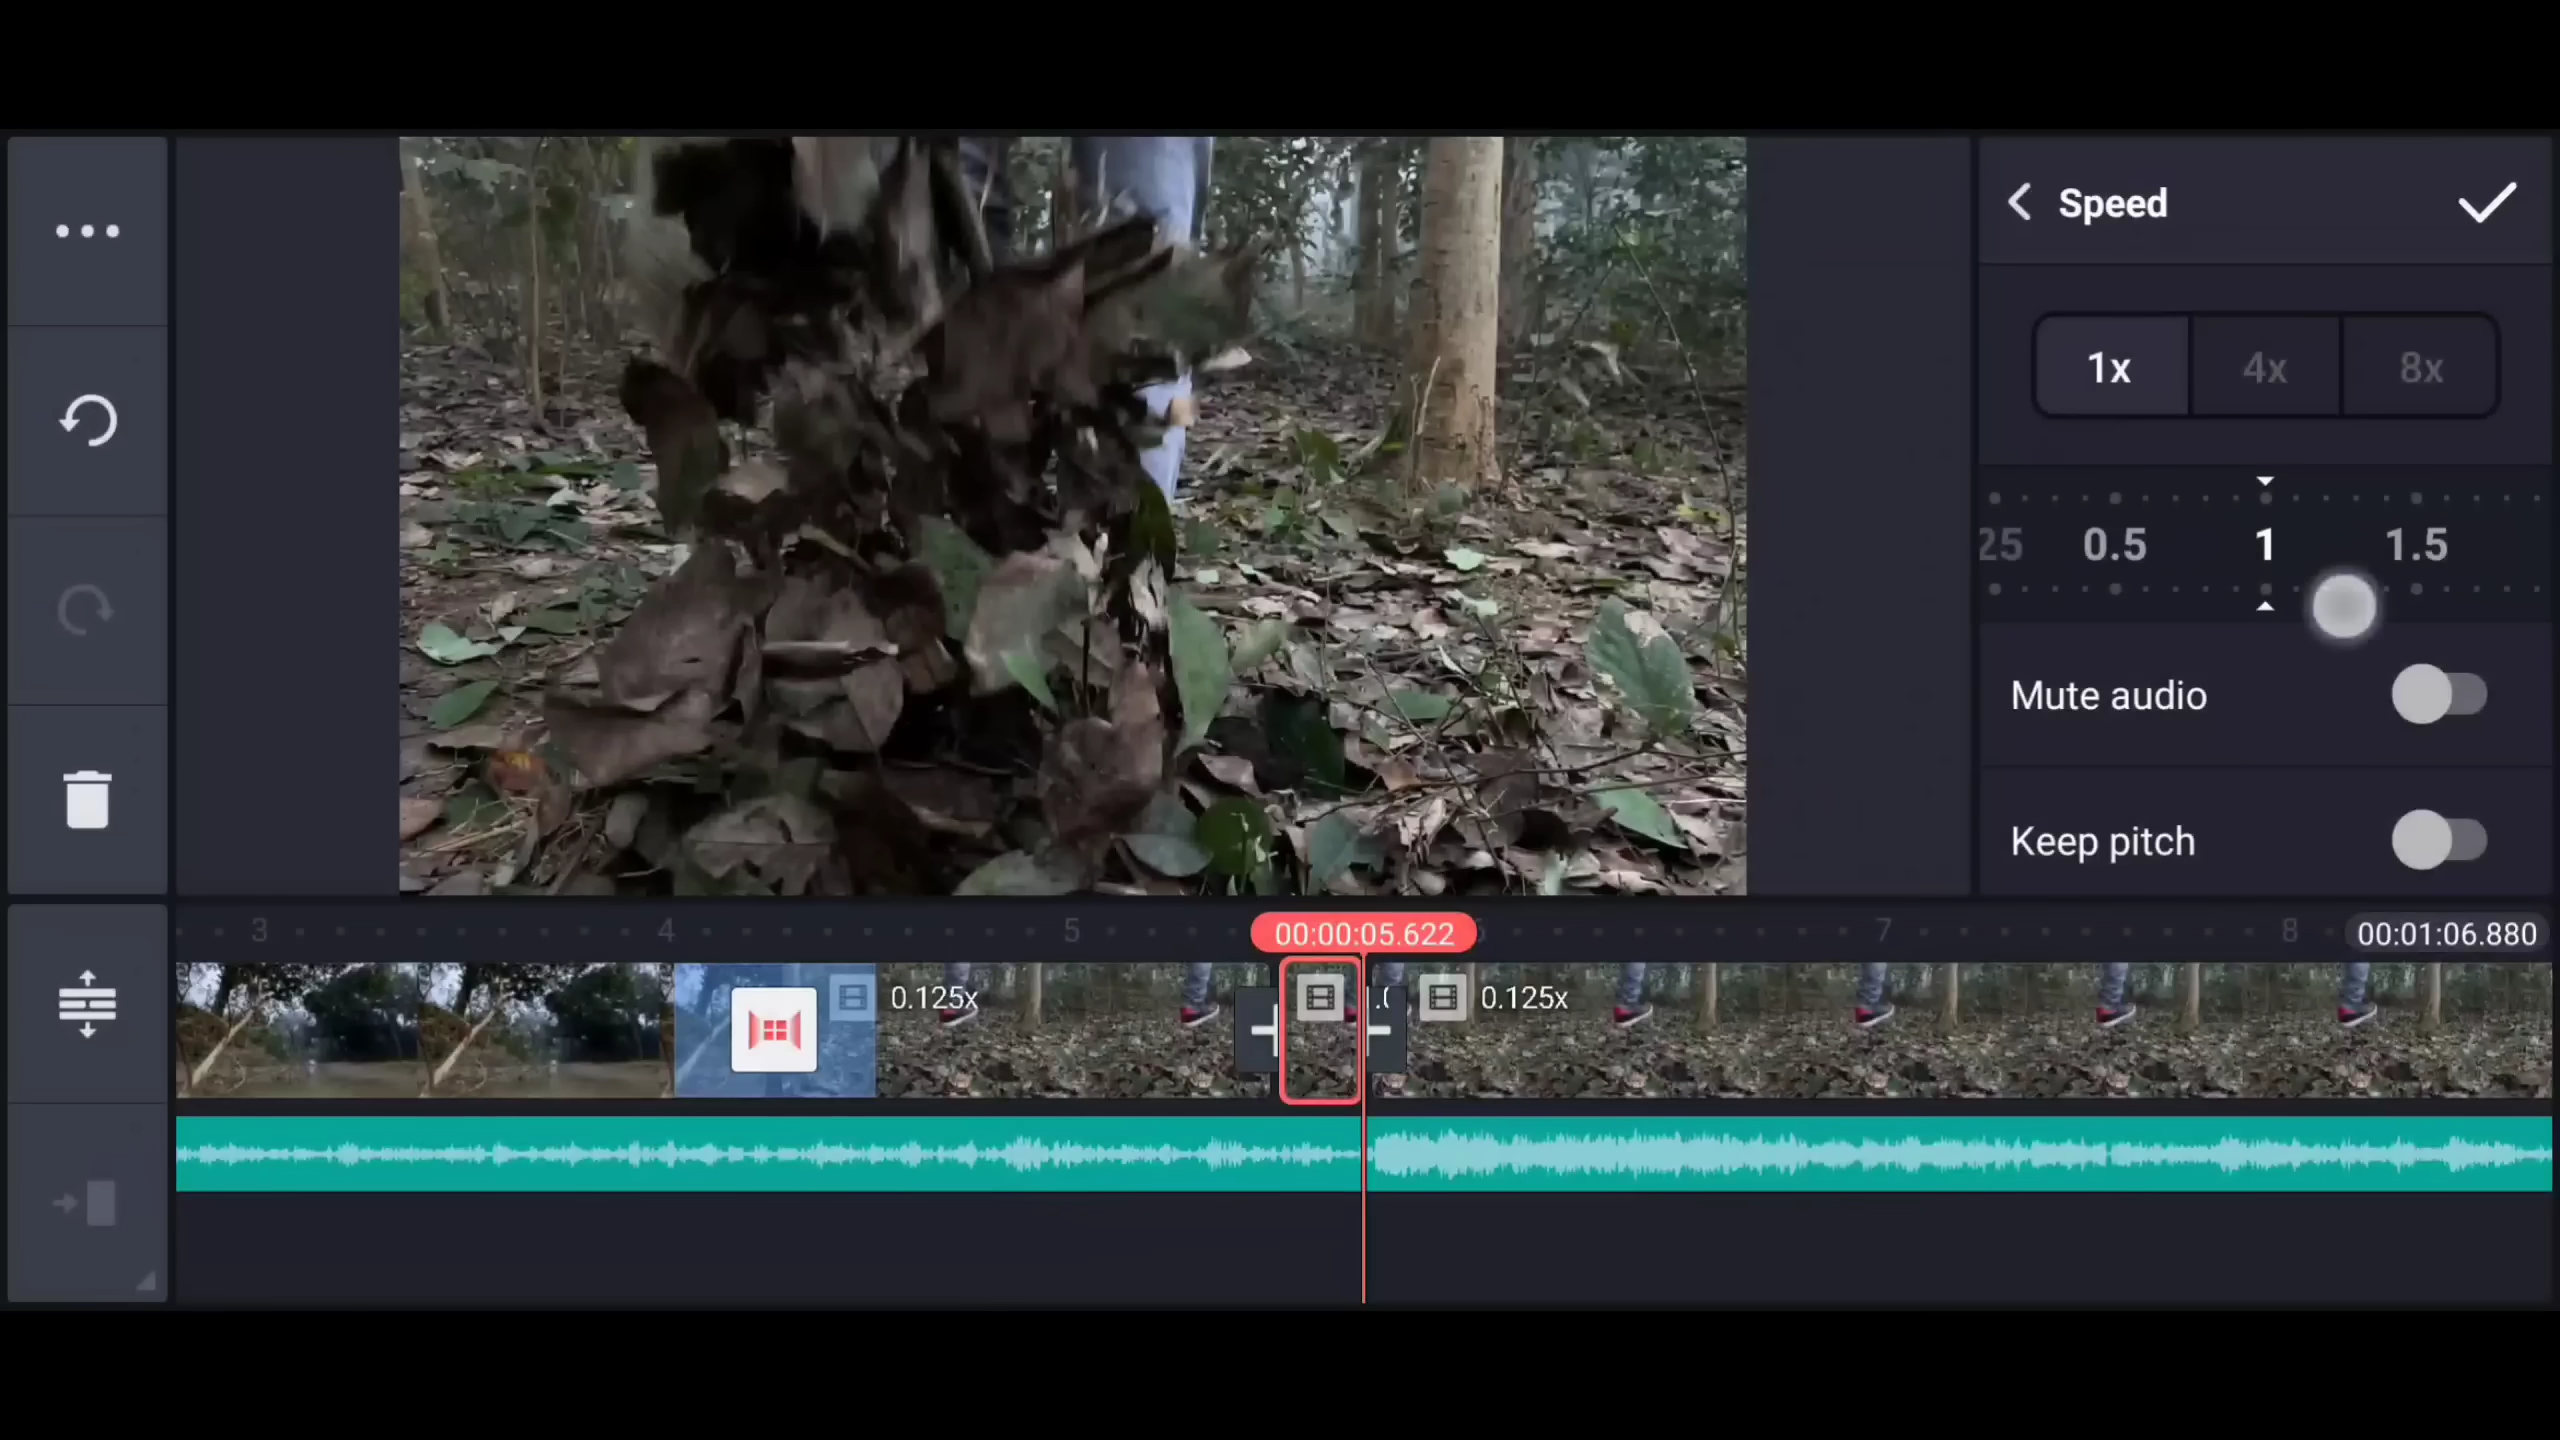 Speed
1x 4x 8x
25 0.5 1 1.5
Mute audio
Keep pitch
3 4 5 00:00:05.622 7 8 00:01:06.880
0.125x 0.125x